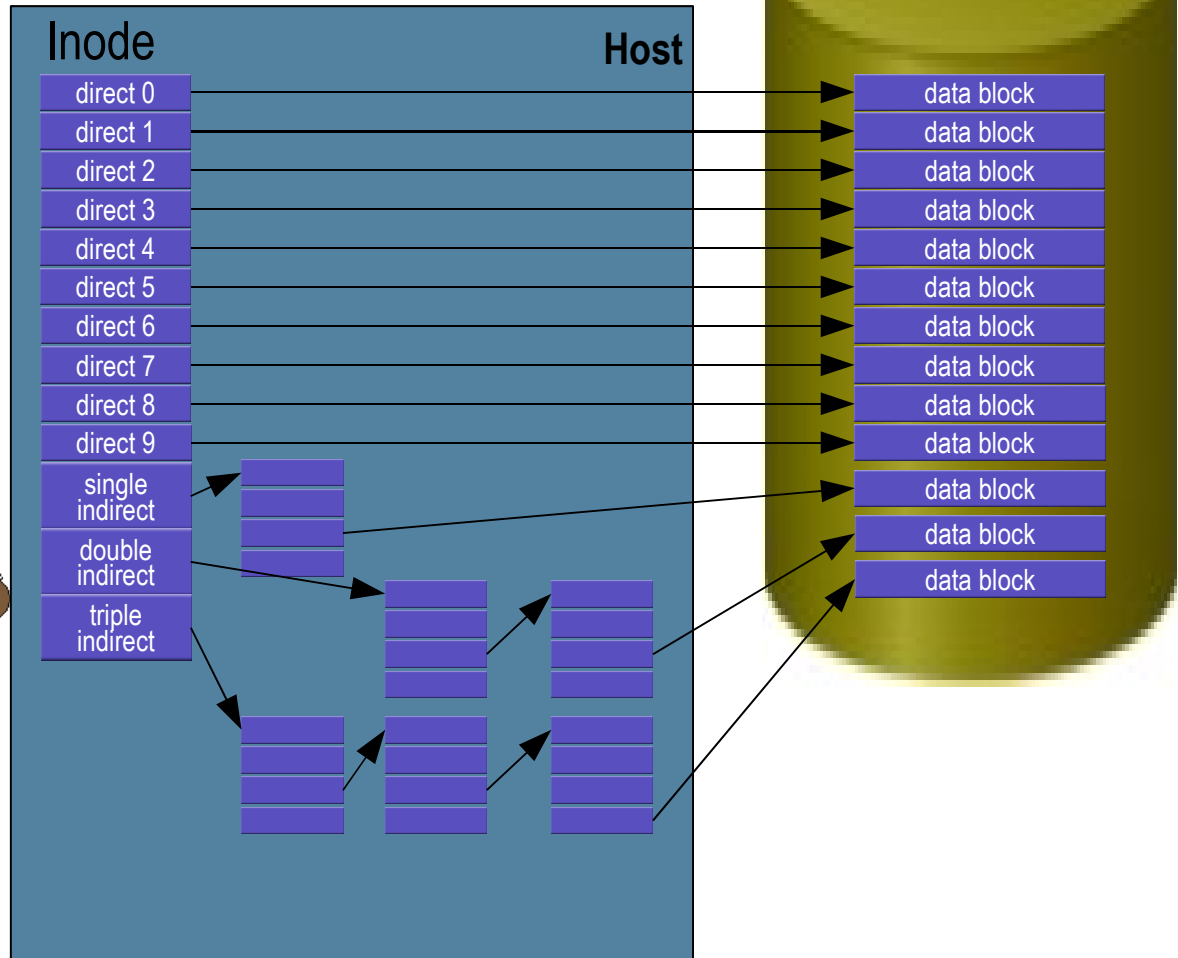 Inode
Host
direct 0
data block
direct 1
data block
direct 2
data block
direct 3
data block
direct 4
data block
direct 5
data block
direct 6
data block
direct 7
data block
direct 8
data block
direct 9
data block
single
indirect
data block
double
indirect
data block
triple
indirect
data block